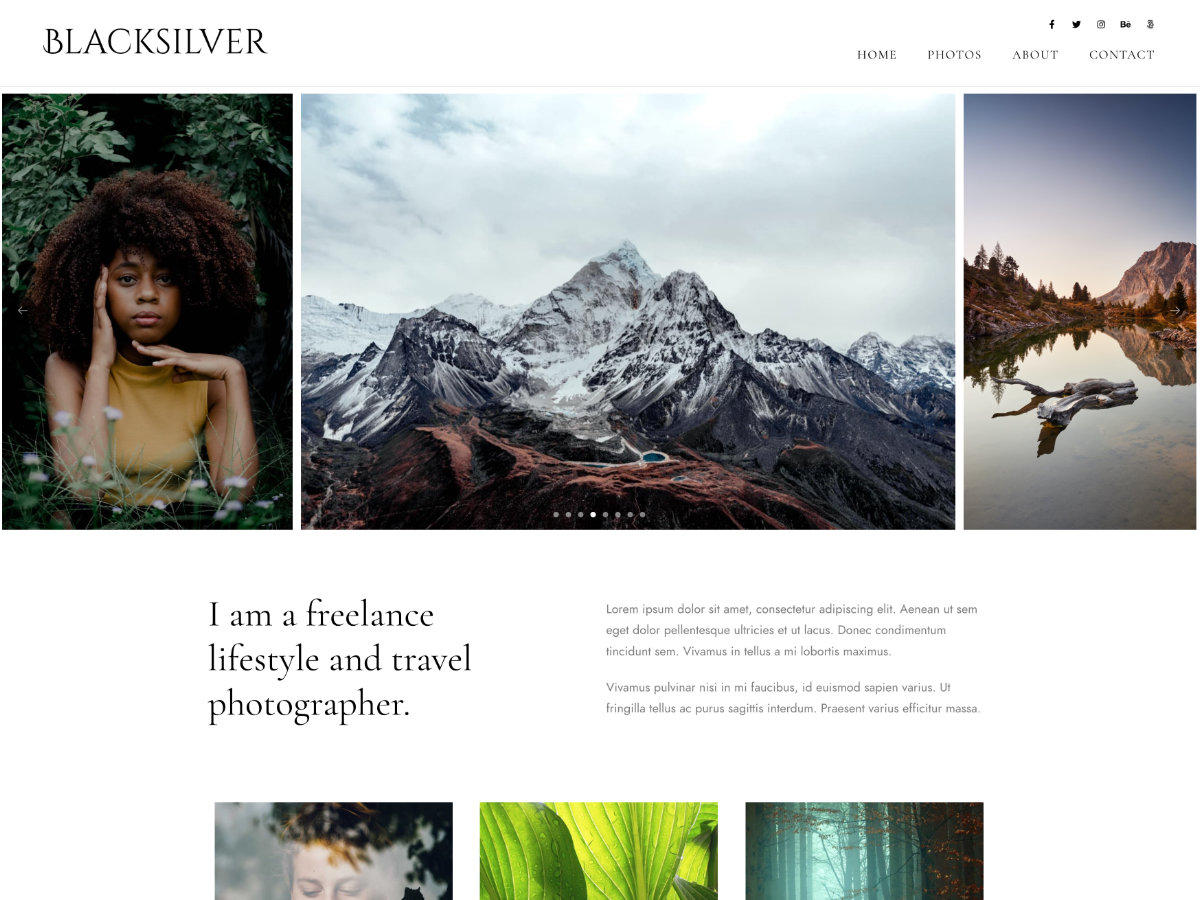 BLACKSILVER
Bē
HOME PHOTOS ABOUT CONTACT
I am a freelance
lifestyle and travel
photographer.
Lorem ipsum dolor sit amet, consectetur adipiscing elit. Aenean ut sem
eget dolor pellentesque ultricies et ut lacus. Donec condimentum
tincidunt sem. Vivamus in tellus a mi lobortis maximus.
Vivamus pulvinar nisi in mi faucibus, id euismod sapien varius. Ut
fringilla tellus ac purus sagittis interdum. Praesent varius efficitur massa.